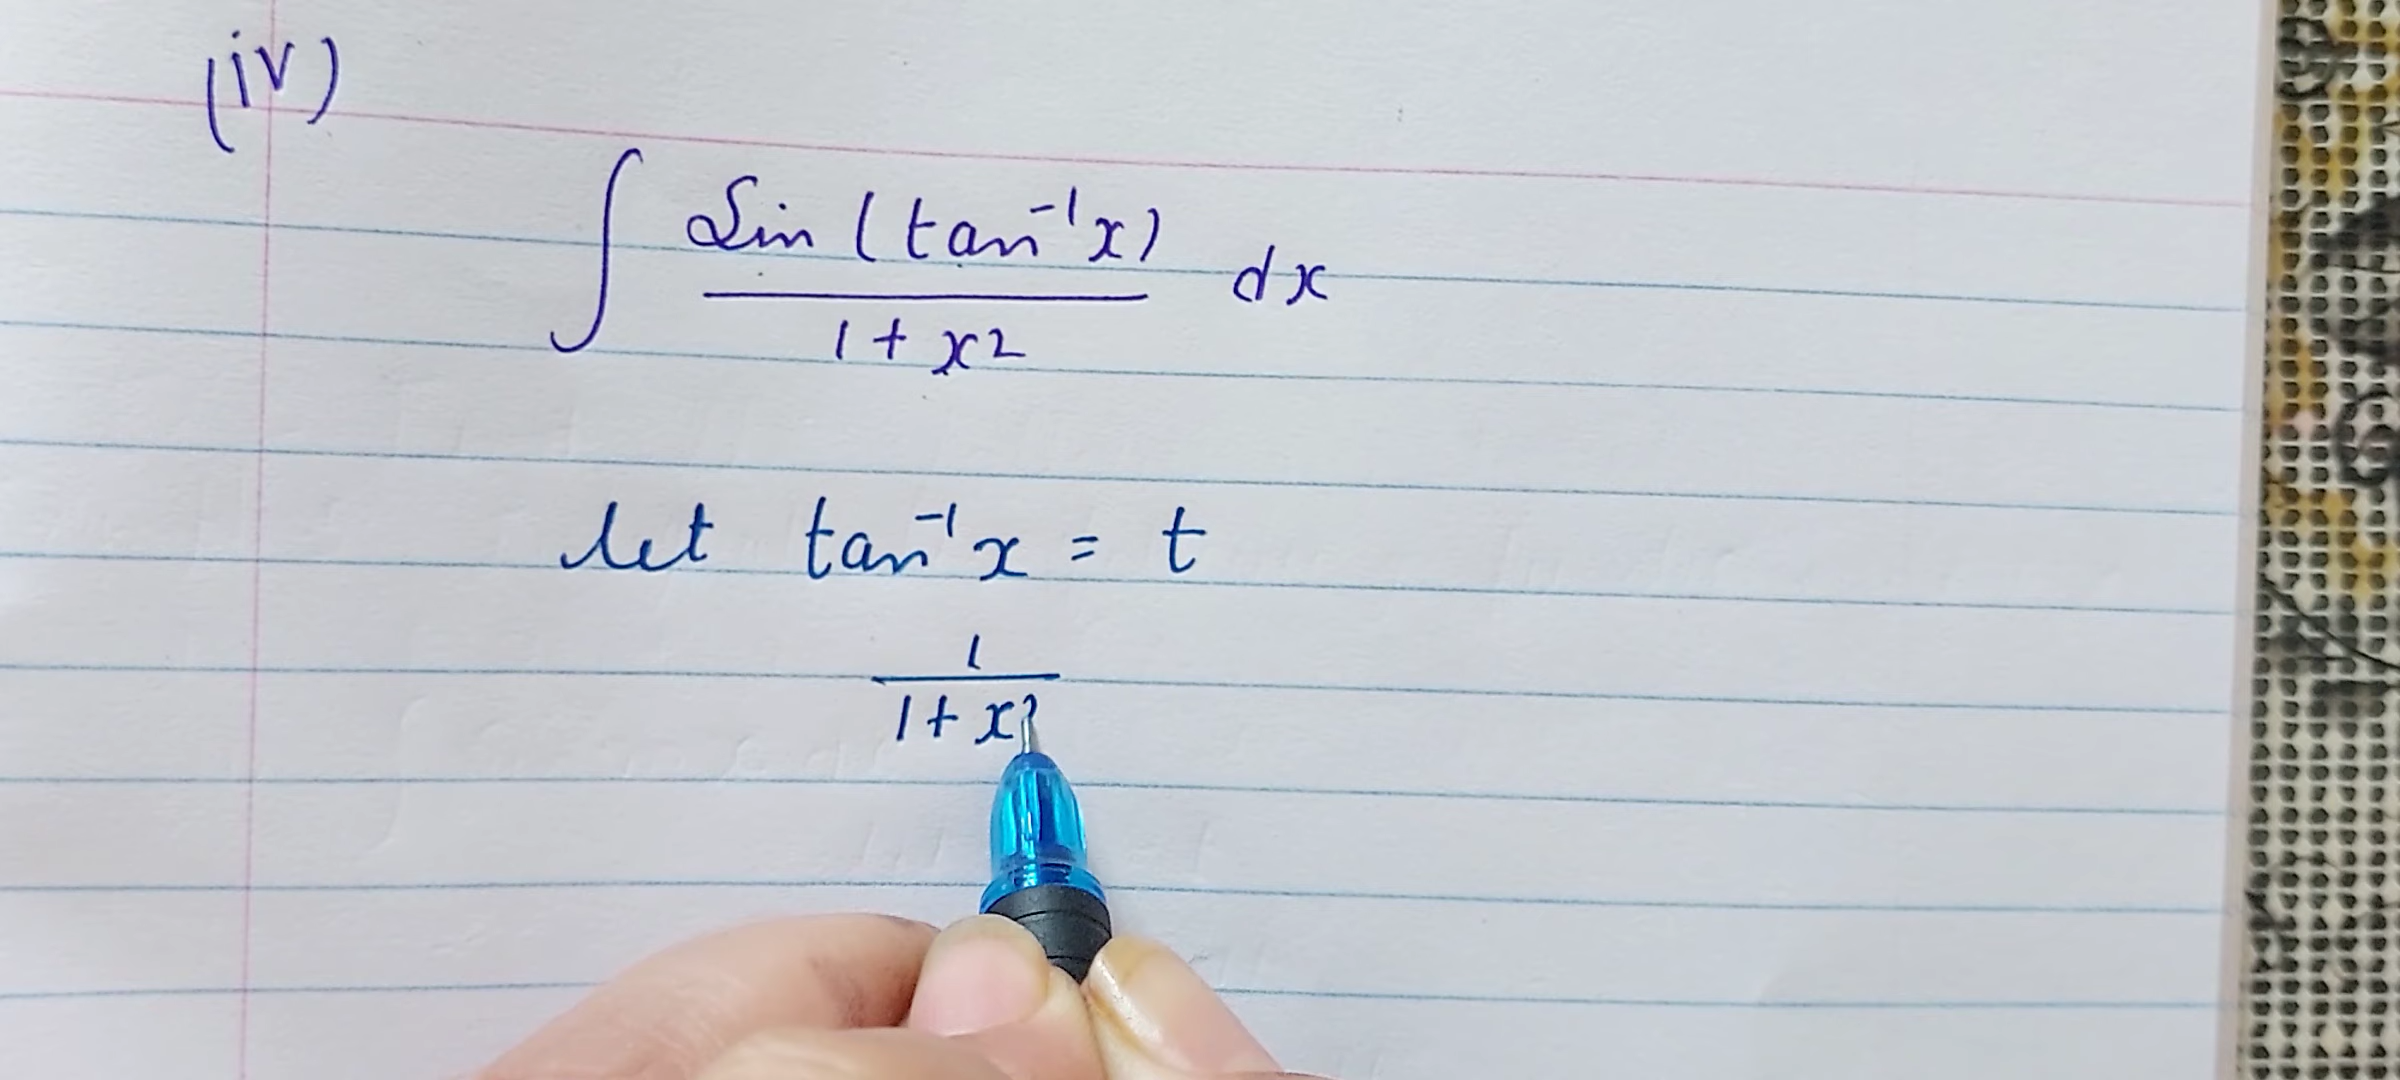 (iv)
∫ Sin (tan⁻¹x) / 1 + x² dx
let tan⁻¹x = t
1 / 1 + x²